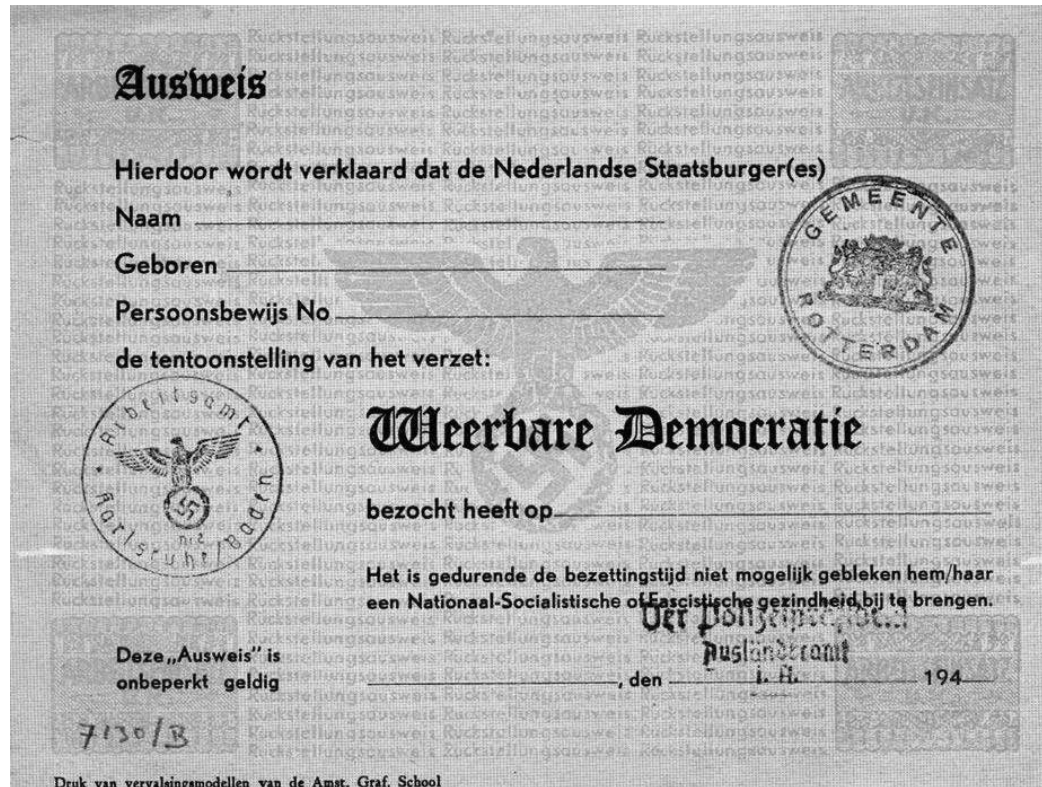 Ausweis
Hierdoor wordt verklaard dat de Nederlandse Staatsburger(es)
Naam
Geboren
Persoonsbewijs No
de tentoonstelling van het verzet:
Weerbare Democratie
bezocht heeft op
Het is gedurende de bezettingstijd niet mogelijk gebleken hem/haar
een Nationaal-Socialistische of Fascistische gezindheid bij te brengen.
Deze „Ausweis" is
onbeperkt geldig
, den 194
GEMEENTE ROTTERDAM
Arbeitsamt Karlsruhe/Baden
Der
Ausländeramt
i. A.
7130/B
Druk van vervalsingsmodellen van de Amst. Graf. School
Rückstellungsausweis Rückstellungsausweis Rückstellungsausweis